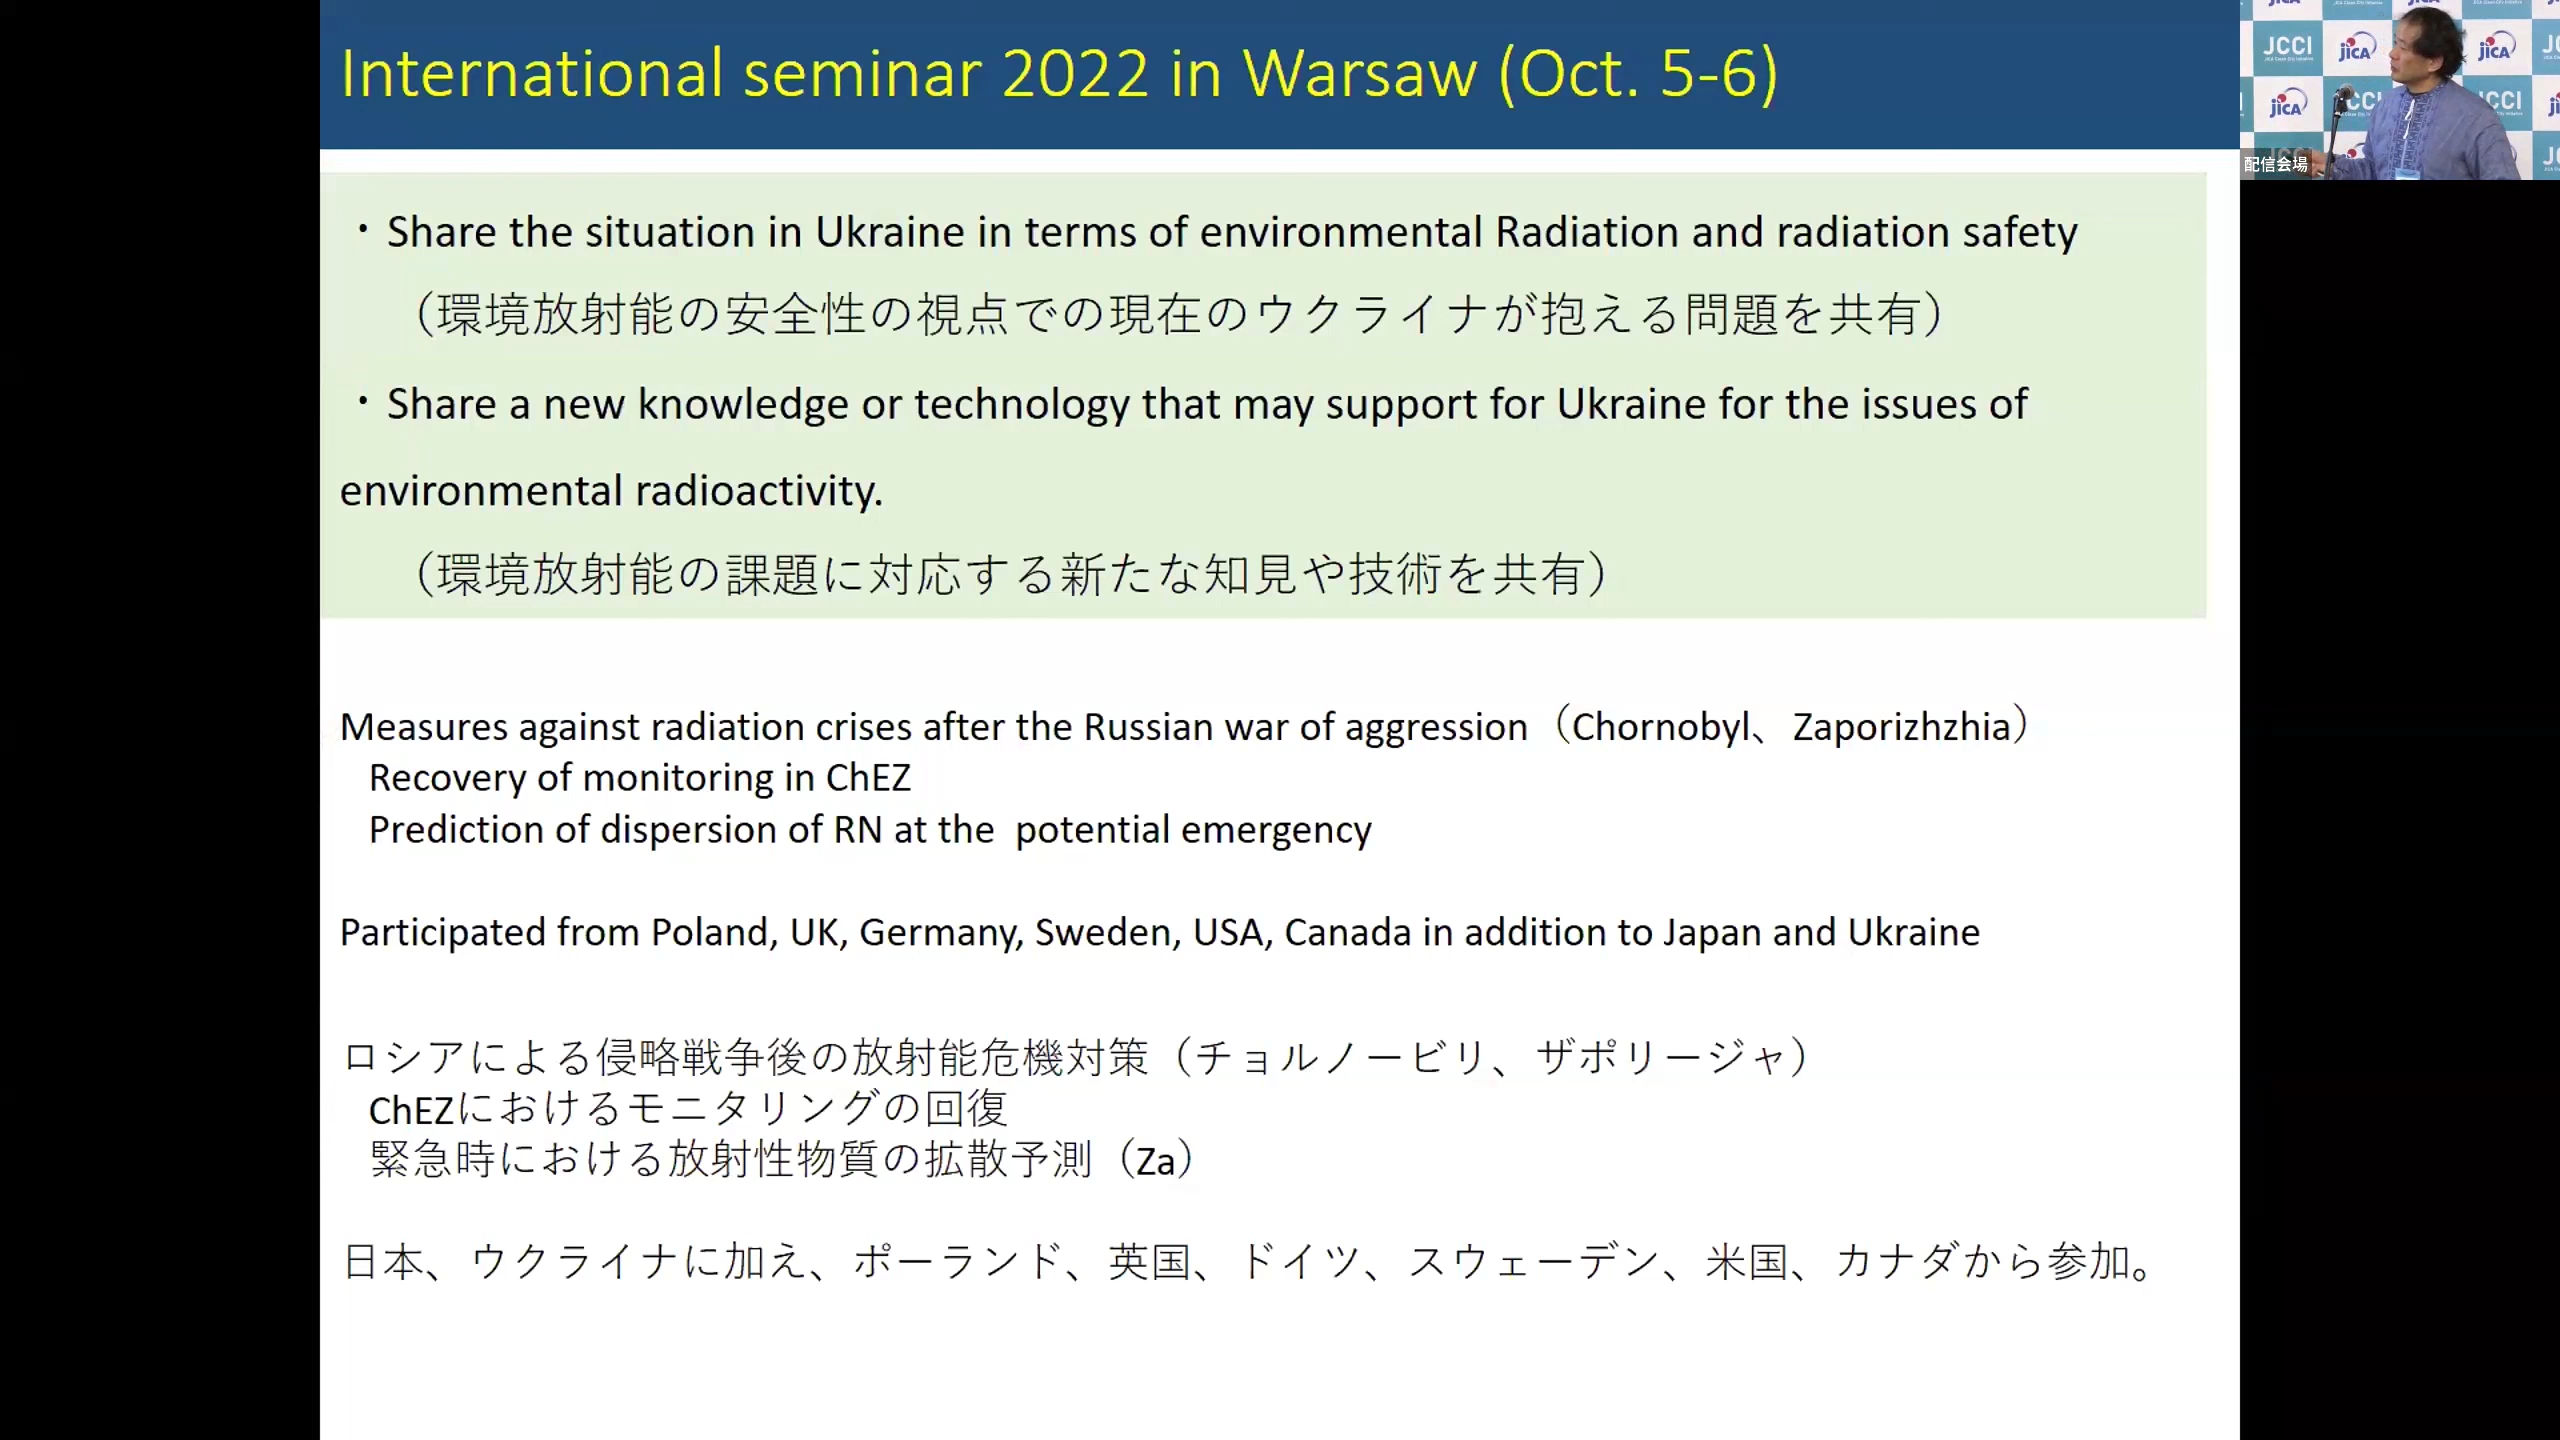 International seminar 2022 in Warsaw (Oct. 5-6)
・Share the situation in Ukraine in terms of environmental Radiation and radiation safety
（環境放射能の安全性の視点での現在のウクライナが抱える問題を共有）
・Share a new knowledge or technology that may support for Ukraine for the issues of
environmental radioactivity.
（環境放射能の課題に対応する新たな知見や技術を共有）
Measures against radiation crises after the Russian war of aggression（Chornobyl、Zaporizhzhia）
Recovery of monitoring in ChEZ
Prediction of dispersion of RN at the potential emergency
Participated from Poland, UK, Germany, Sweden, USA, Canada in addition to Japan and Ukraine
ロシアによる侵略戦争後の放射能危機対策（チョルノービリ、ザポリージャ）
ChEZにおけるモニタリングの回復
緊急時における放射性物質の拡散予測（Za）
日本、ウクライナに加え、ポーランド、英国、ドイツ、スウェーデン、米国、カナダから参加。
JCCI
JICA Clean City Initiative
jICA
jICA
jICA
配信会場